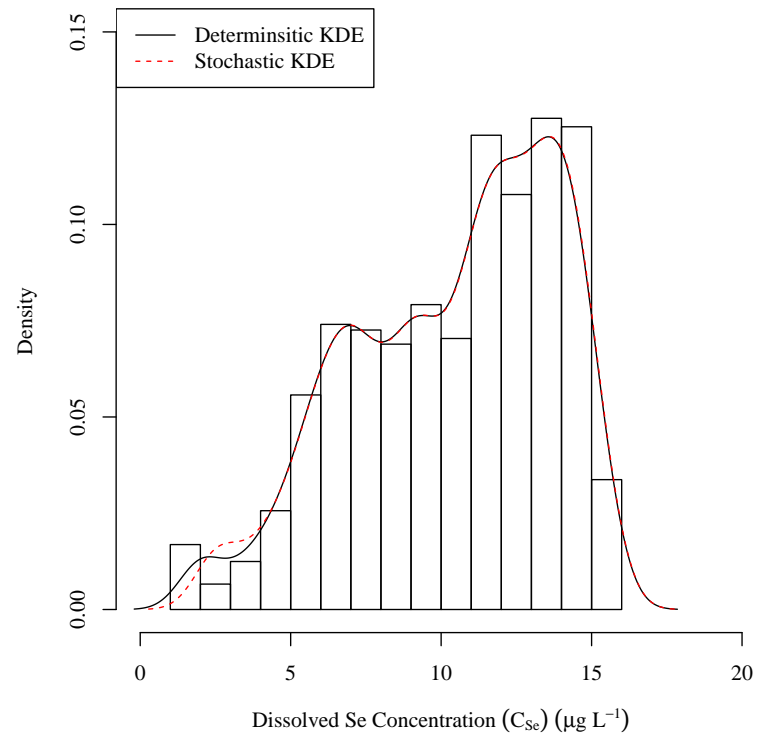 Determinsitic KDE
Stochastic KDE
0.15
0.10
0.05
0.00
Density
0 5 10 15 20
Dissolved Se Concentration (C_Se) (μg L⁻¹)